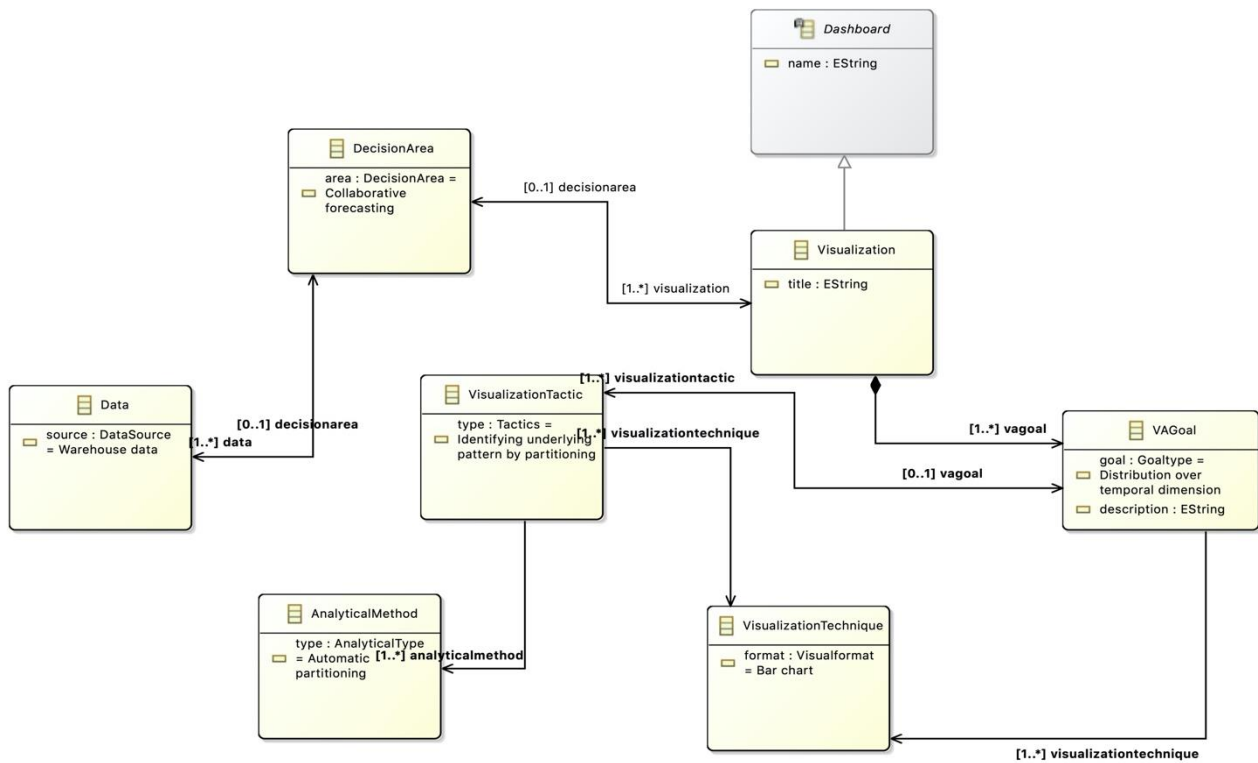 Dashboard
name : EString
DecisionArea
area : DecisionArea =
Collaborative
forecasting
[0..1] decisionarea
Visualization
title : EString
[1..*] visualization
Data
source : DataSource
= Warehouse data
[0..1] decisionarea
[1..*] data
VisualizationTactic
type : Tactics =
Identifying underlying
pattern by partitioning
[1..*] visualizationtactic
[1..*] visualizationtechnique
[1..*] vagoal
[0..1] vagoal
VAGoal
goal : Goaltype =
Distribution over
temporal dimension
description : EString
AnalyticalMethod
type : AnalyticalType
= Automatic
partitioning
[1..*] analyticalmethod
VisualizationTechnique
format : Visualformat
= Bar chart
[1..*] visualizationtechnique